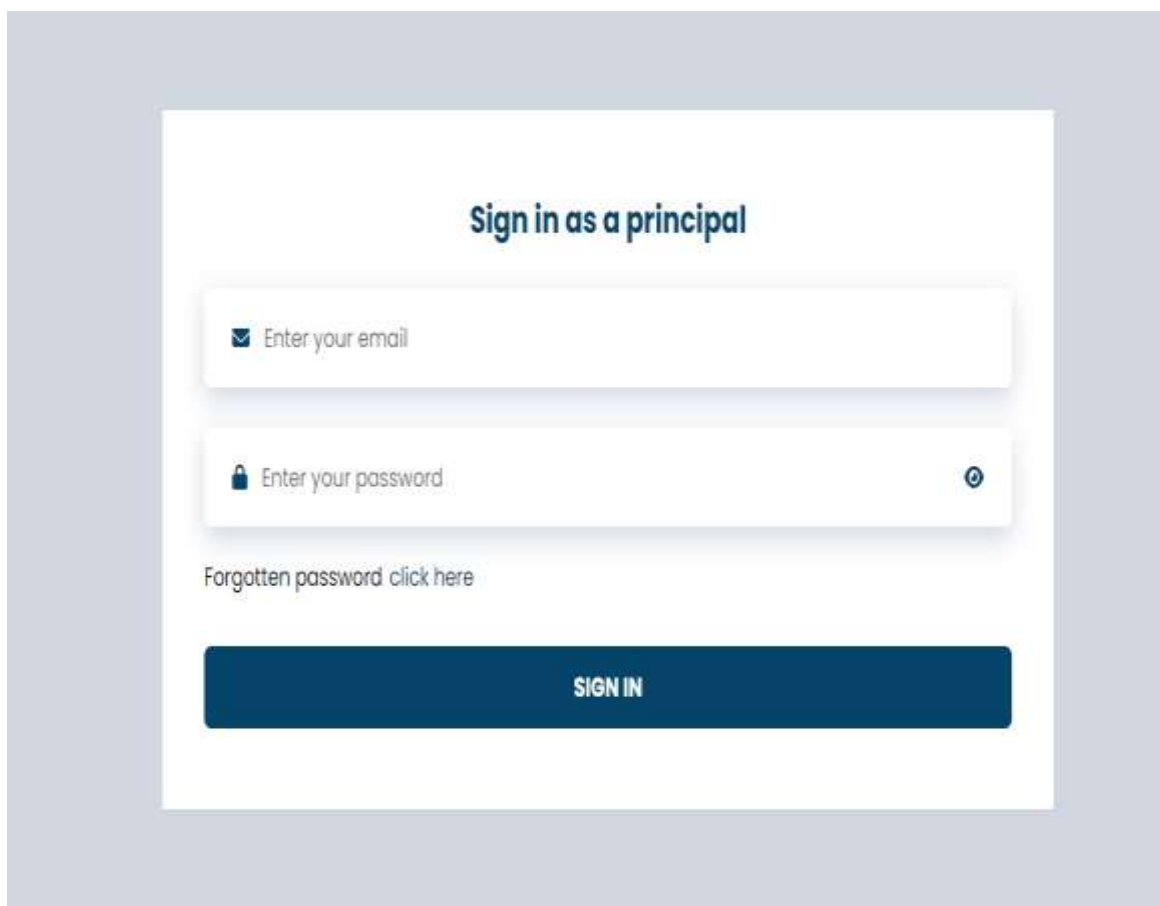 Sign in as a principal
Enter your email
Enter your password
Forgotten password click here
SIGN IN